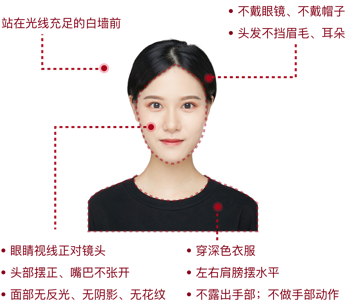 站在光线充足的白墙前
不戴眼镜、不戴帽子
头发不挡眉毛、耳朵
眼睛视线正对镜头
头部摆正、嘴巴不张开
面部无反光、无阴影、无花纹
穿深色衣服
左右肩膀摆水平
不露出手部；不做手部动作